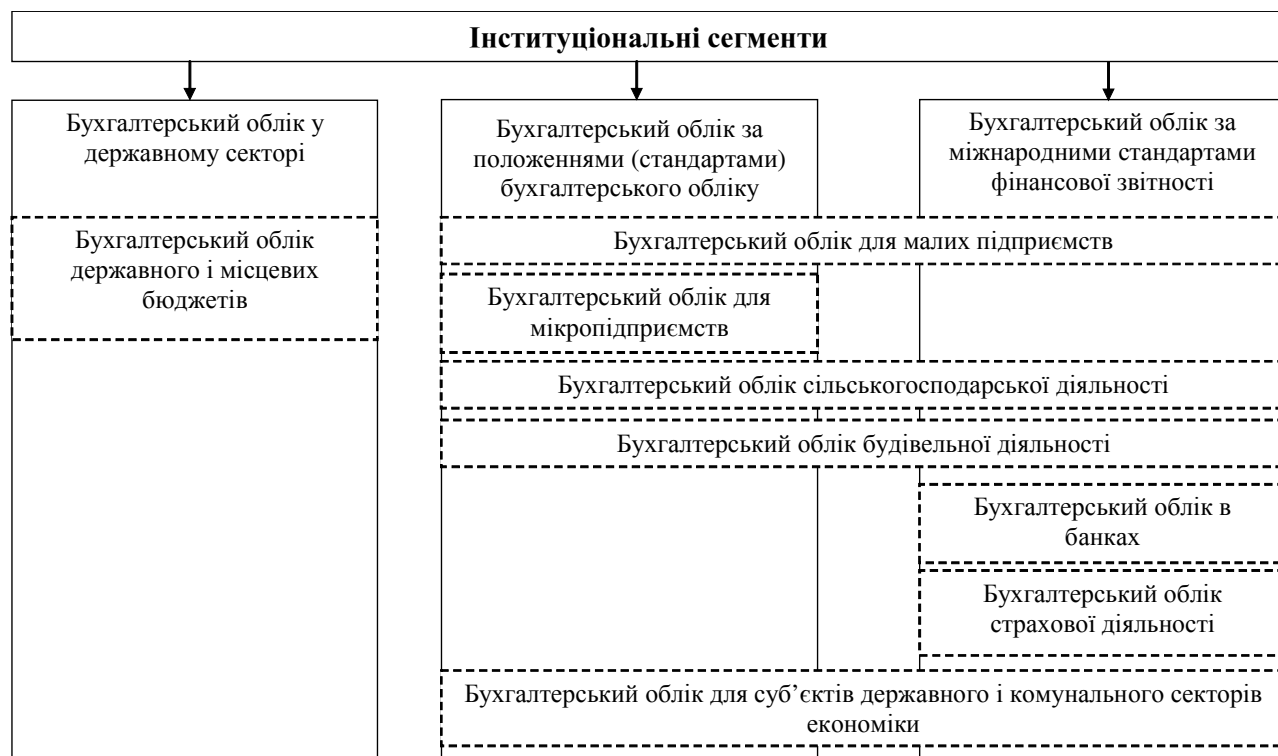 Інституціональні сегменти
Бухгалтерський облік у
державному секторі
Бухгалтерський облік за
положеннями (стандартами)
бухгалтерського обліку
Бухгалтерський облік за
міжнародними стандартами
фінансової звітності
Бухгалтерський облік
державного і місцевих
бюджетів
Бухгалтерський облік для малих підприємств
Бухгалтерський облік для
мікропідприємств
Бухгалтерський облік сільськогосподарської діяльності
Бухгалтерський облік будівельної діяльності
Бухгалтерський облік в
банках
Бухгалтерський облік
страхової діяльності
Бухгалтерський облік для суб’єктів державного і комунального секторів
економіки